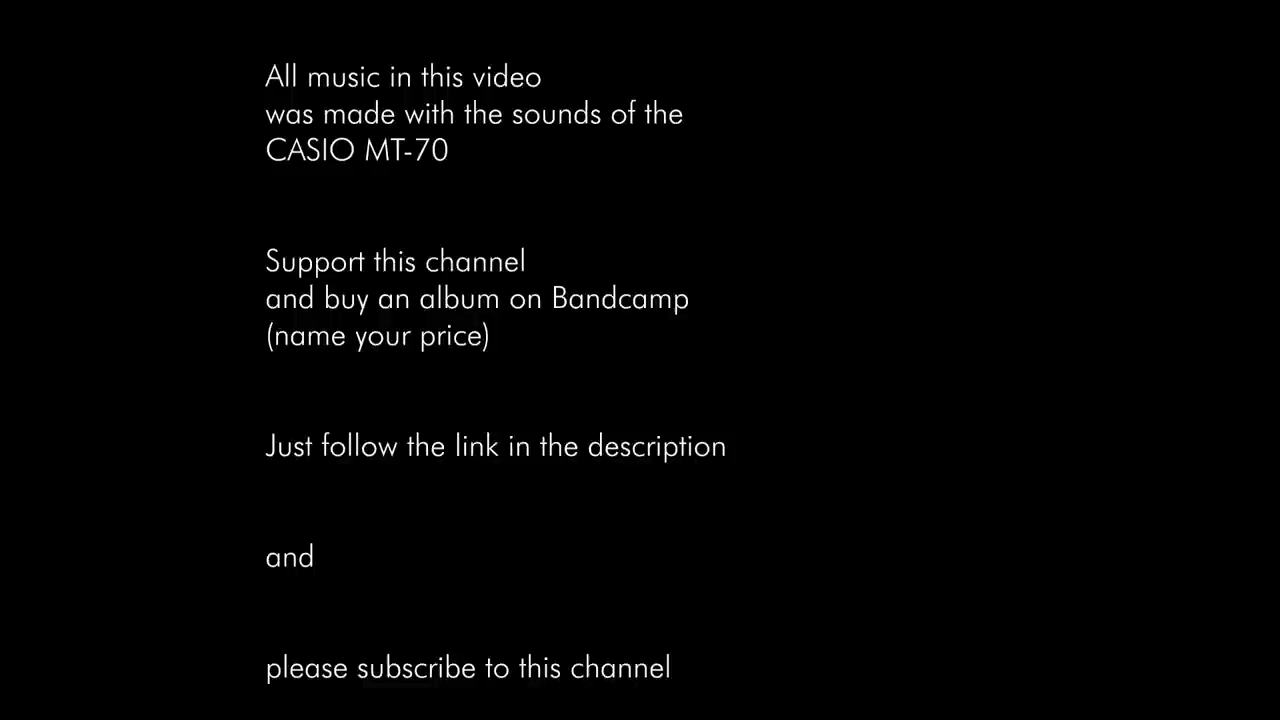 All music in this video
was made with the sounds of the
CASIO MT-70
Support this channel
and buy an album on Bandcamp
(name your price)
Just follow the link in the description
and
please subscribe to this channel